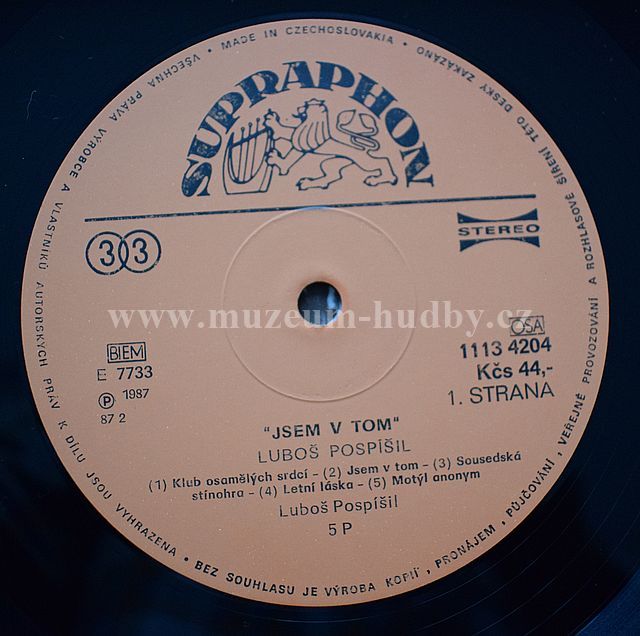 • MADE IN CZECHOSLOVAKIA •
VŠECHNA PRÁVA VÝROBCE A VLASTNÍKŮ AUTORSKÝCH PRÁV K DÍLU JSOU VYHRAZENA • BEZ SOUHLASU JE VÝROBA KOPIÍ, PRONÁJEM, PŮJČOVÁNÍ, VEŘEJNÉ PROVOZOVÁNÍ A ROZHLASOVÉ ŠÍŘENÍ TÉTO DESKY ZAKÁZÁNO
SUPRAPHON
33
STEREO
www.muzeum-hudby.cz
BIEM
OSA
E 7733
1113 4204
℗ 1987
Kčs 44,-
87 2
1. STRANA
"JSEM V TOM"
LUBOŠ POSPÍŠIL
(1) Klub osamělých srdcí – (2) Jsem v tom – (3) Sousedská
stínohra – (4) Letní láska – (5) Motýl anonym
Luboš Pospíšil
5 P